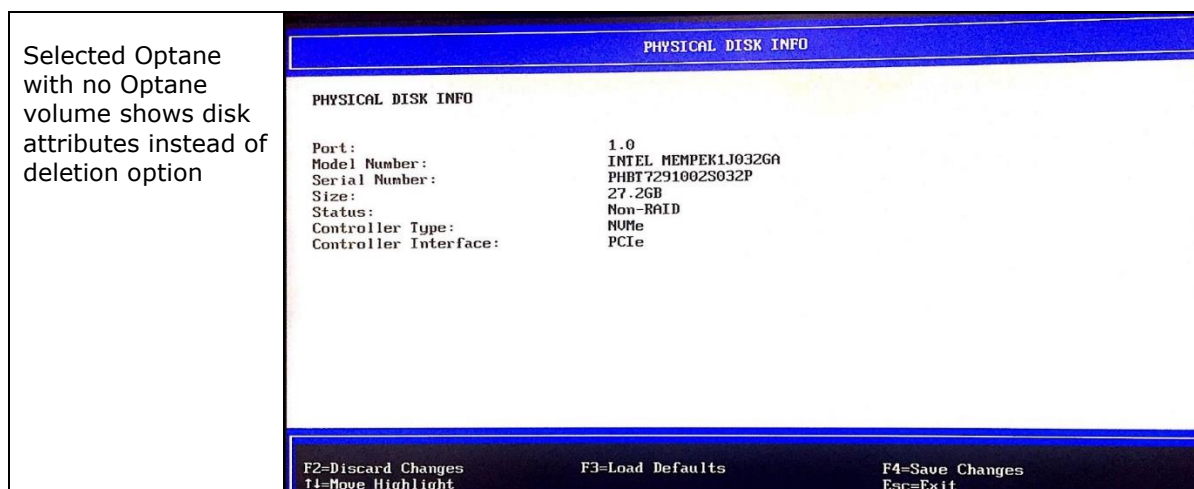 Selected Optane
with no Optane
volume shows disk
attributes instead of
deletion option
PHYSICAL DISK INFO
PHYSICAL DISK INFO
Port: 1.0
Model Number: INTEL MEMPEK1J032GA
Serial Number: PHBT7291002S032P
Size: 27.2GB
Status: Non-RAID
Controller Type: NVMe
Controller Interface: PCIe
F2=Discard Changes F3=Load Defaults F4=Save Changes
↑↓=Move Highlight Esc=Exit